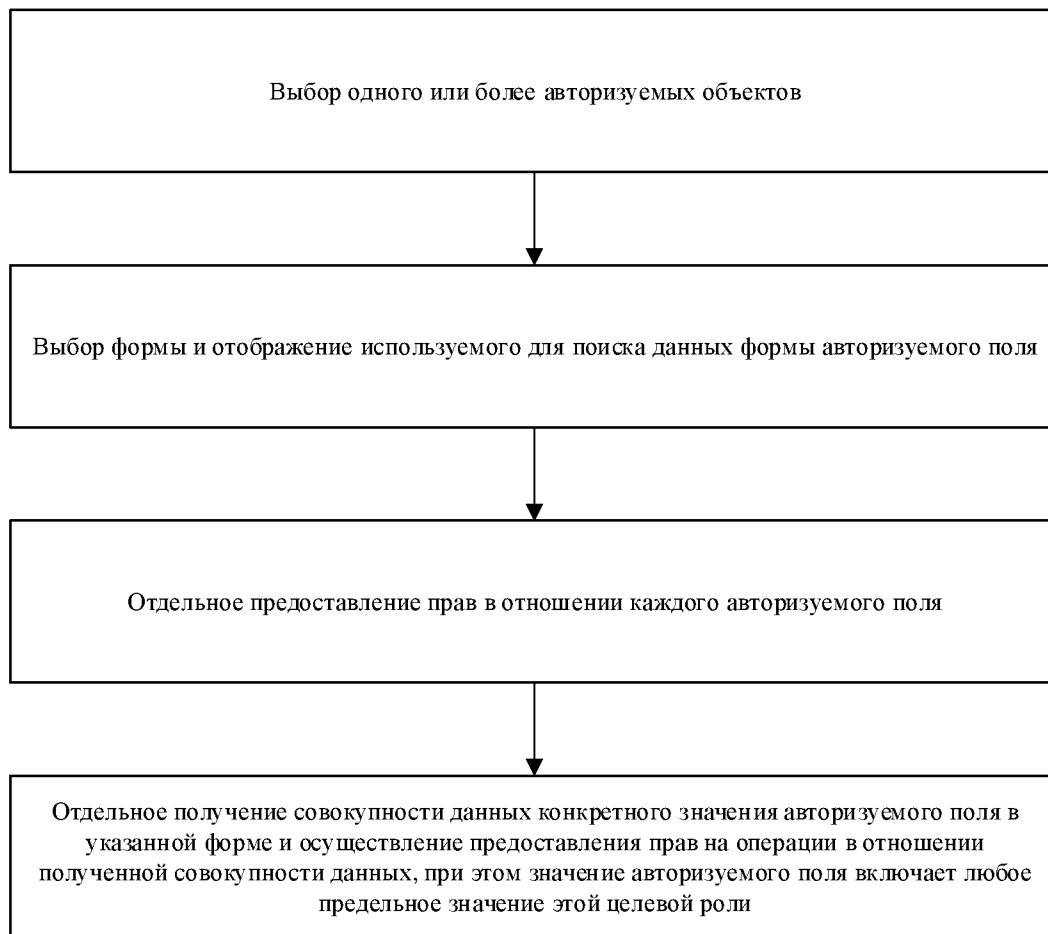 Выбор одного или более авторизуемых объектов
Выбор формы и отображение используемого для поиска данных формы авторизуемого поля
Отдельное предоставление прав в отношении каждого авторизуемого поля
Отдельное получение совокупности данных конкретного значения авторизуемого поля в
указанной форме и осуществление предоставления прав на операции в отношении
полученной совокупности данных, при этом значение авторизуемого поля включает любое
предельное значение этой целевой роли